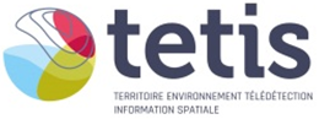 tetis
TERRITOIRE ENVIRONNEMENT TÉLÉDÉTECTION
INFORMATION SPATIALE